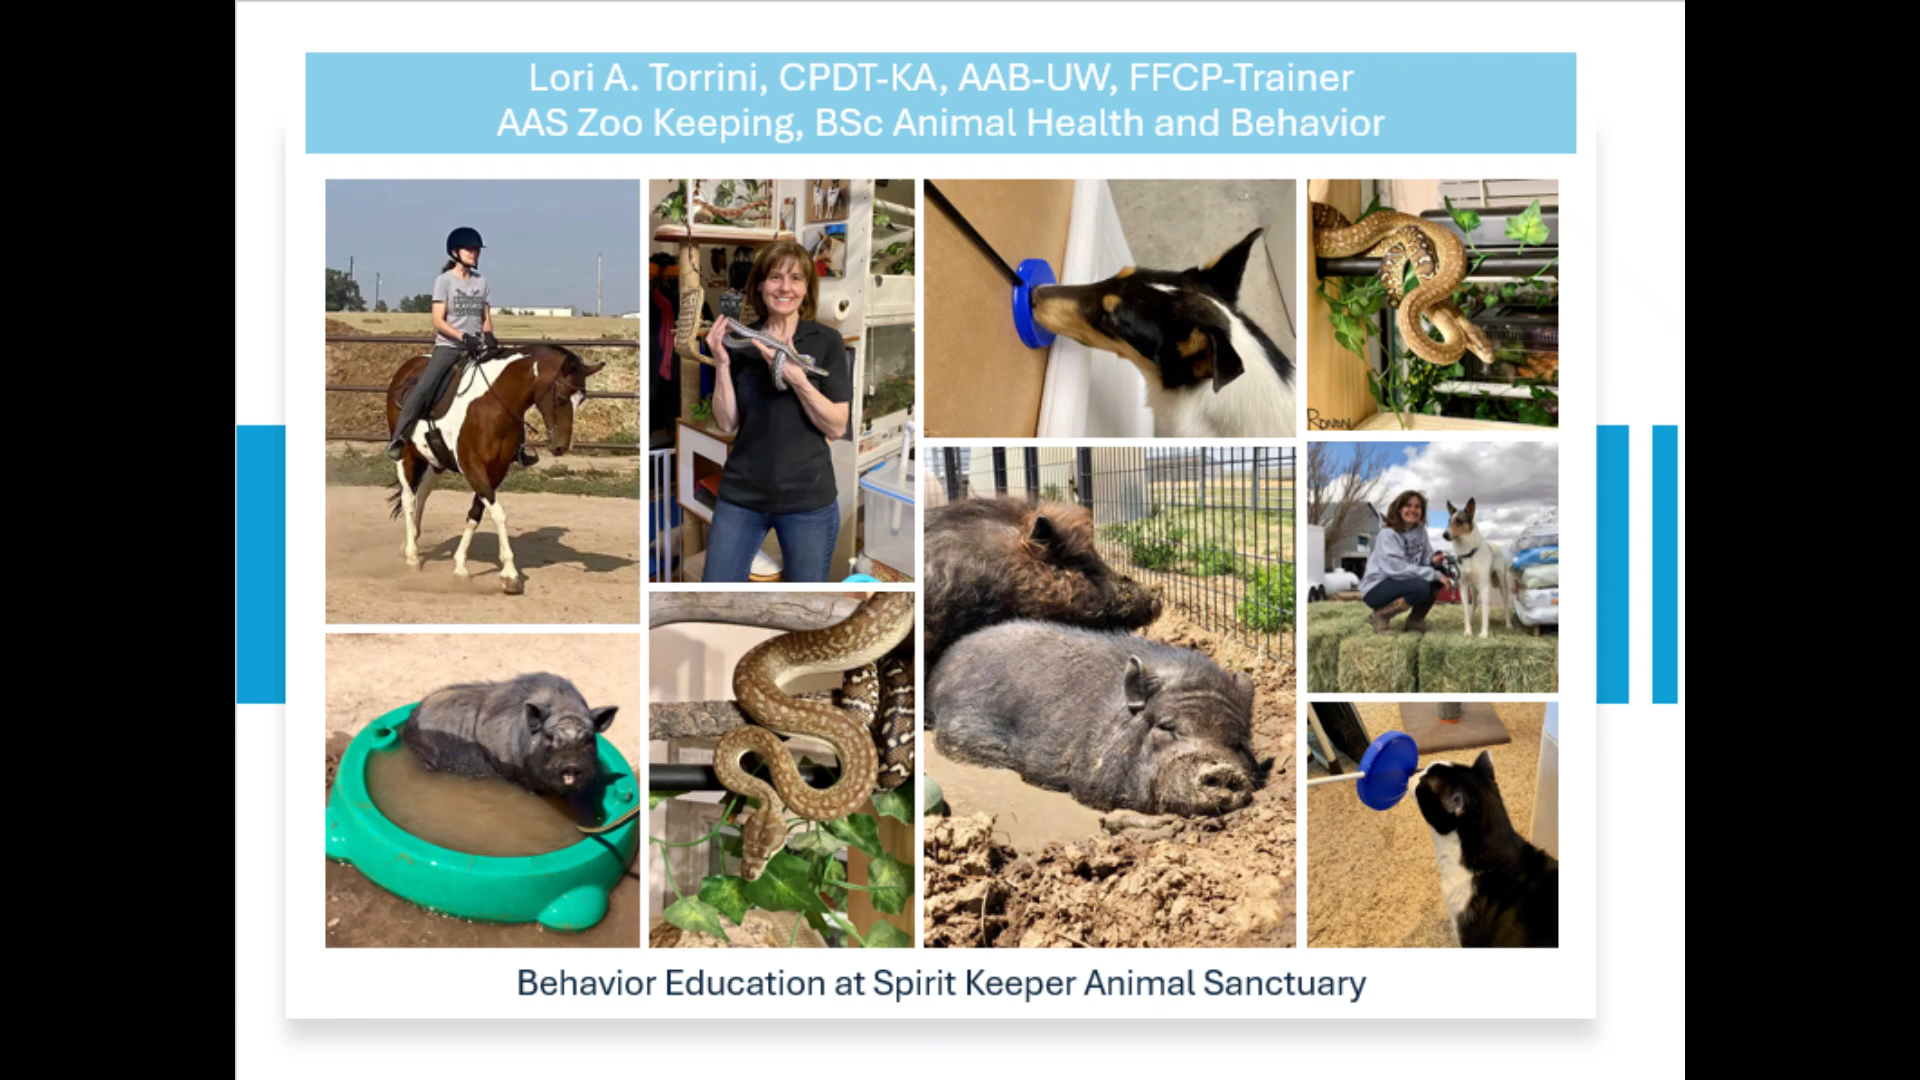 Lori A. Torrini, CPDT-KA, AAB-UW, FFCP-Trainer
AAS Zoo Keeping, BSc Animal Health and Behavior
Ronon
Behavior Education at Spirit Keeper Animal Sanctuary